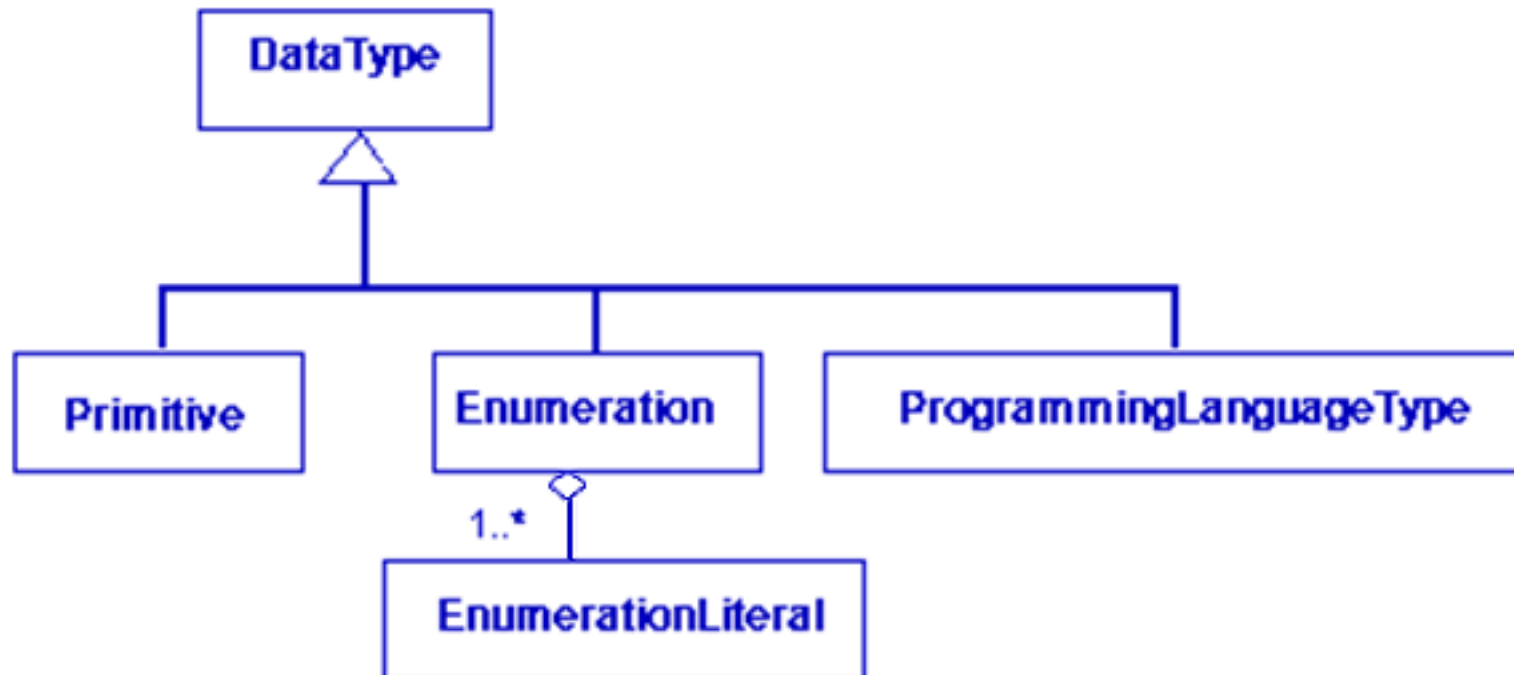 DataType
Primitive
Enumeration
ProgrammingLanguageType
1..*
EnumerationLiteral